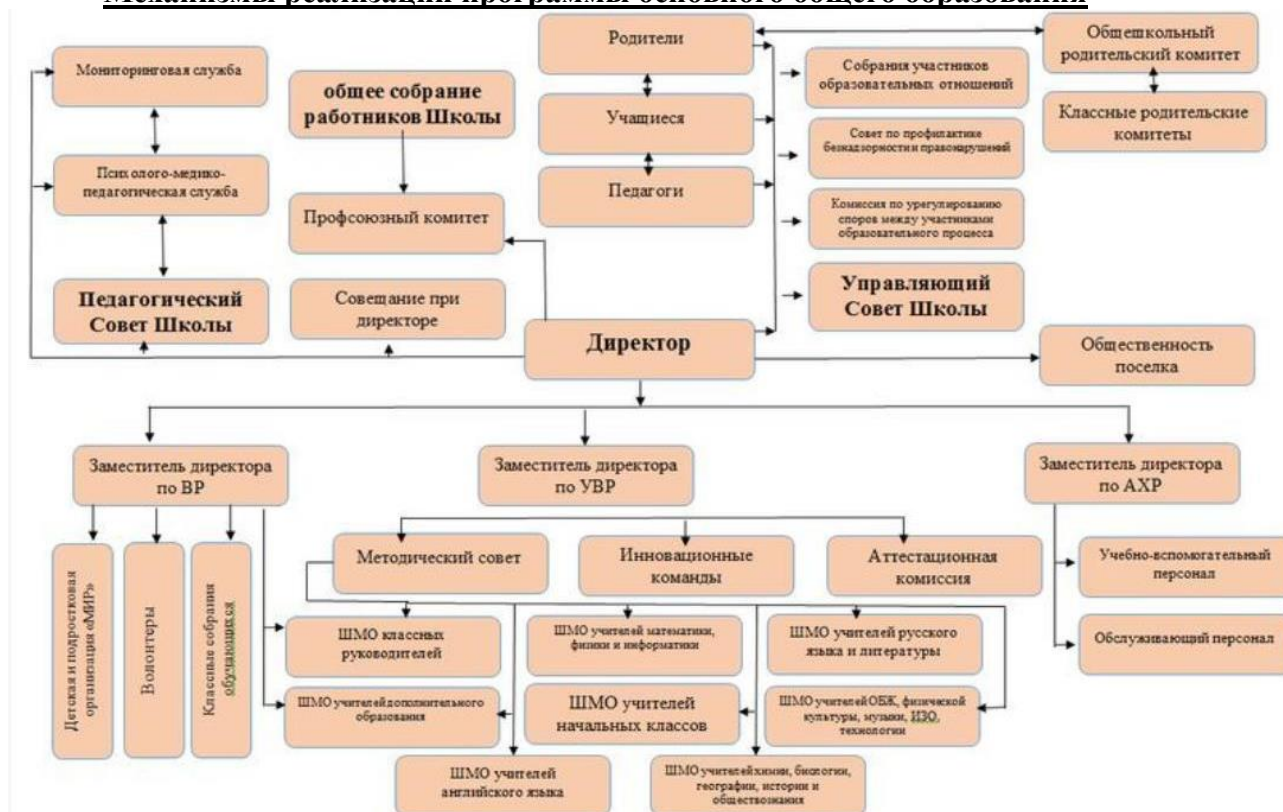 Механизмы реализации программы основного общего образования
Мониторинговая служба
Психолого-медико-
педагогическая служба
Педагогический
Совет Школы
общее собрание
работников Школы
Профсоюзный комитет
Совещание при
директоре
Родители
Учащиеся
Педагоги
Директор
Собрания участников
образовательных отношений
Совет по профилактике
безнадзорности и правонарушений
Комиссия по урегулированию
споров между участниками
образовательного процесса
Управляющий
Совет Школы
Общешкольный
родительский комитет
Классные родительские
комитеты
Общественность
поселка
Заместитель директора
по ВР
Заместитель директора
по УВР
Заместитель директора
по АХР
Детская и подростковая
организация «МИР»
Волонтеры
Классные собрания
обучающихся
Методический совет
Инновационные
команды
Аттестационная
комиссия
Учебно-вспомогательный
персонал
Обслуживающий персонал
ШМО классных
руководителей
ШМО учителей математики,
физики и информатики
ШМО учителей русского
языка и литературы
ШМО учителей дополнительного
образования
ШМО учителей
начальных классов
ШМО учителей ОБЖ, физической
культуры, музыки, ИЗО,
технологии
ШМО учителей
английского языка
ШМО учителей химии, биологии,
географии, истории и
обществознания